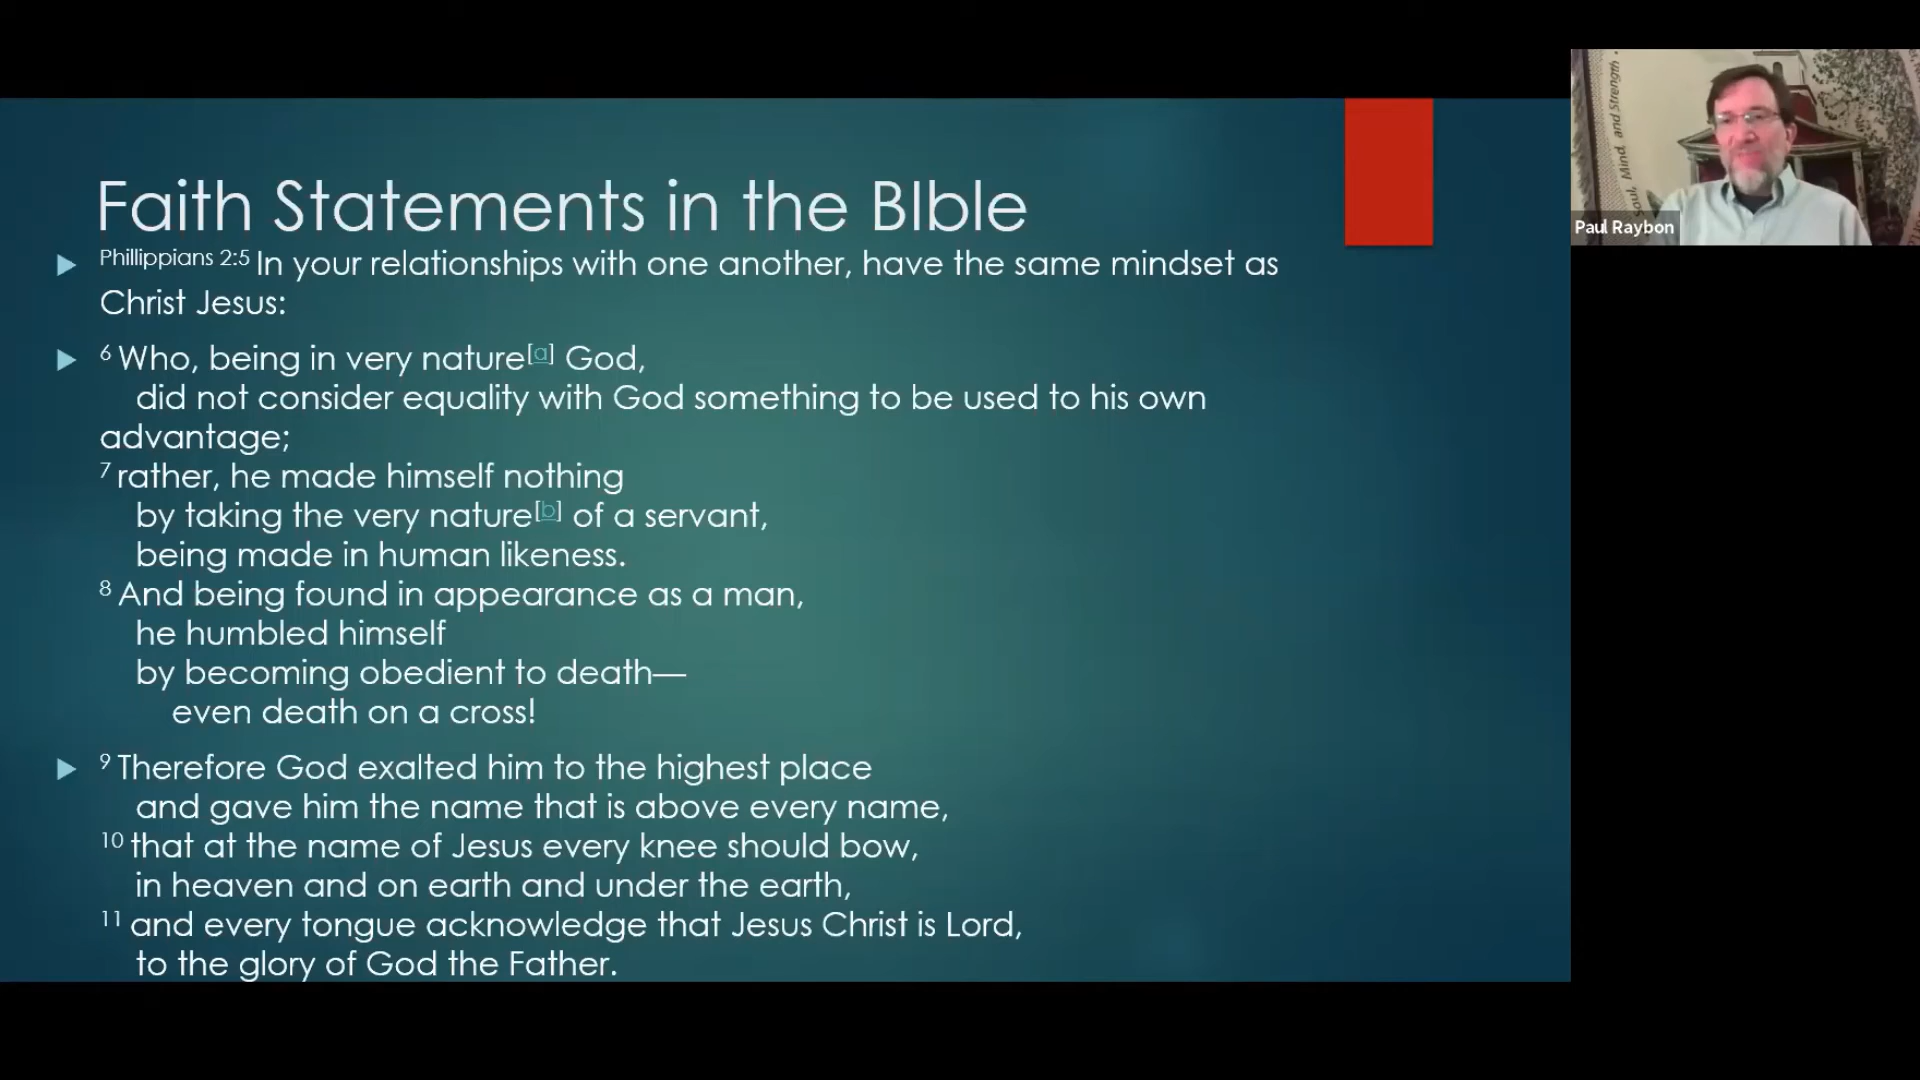 Faith Statements in the BIble
Phillippians 2:5 In your relationships with one another, have the same mindset as
Christ Jesus:
6 Who, being in very nature[a] God,
did not consider equality with God something to be used to his own
advantage;
7 rather, he made himself nothing
by taking the very nature[b] of a servant,
being made in human likeness.
8 And being found in appearance as a man,
he humbled himself
by becoming obedient to death—
even death on a cross!
9 Therefore God exalted him to the highest place
and gave him the name that is above every name,
10 that at the name of Jesus every knee should bow,
in heaven and on earth and under the earth,
11 and every tongue acknowledge that Jesus Christ is Lord,
to the glory of God the Father.
Soul, Mind, and Strength
Paul Raybon